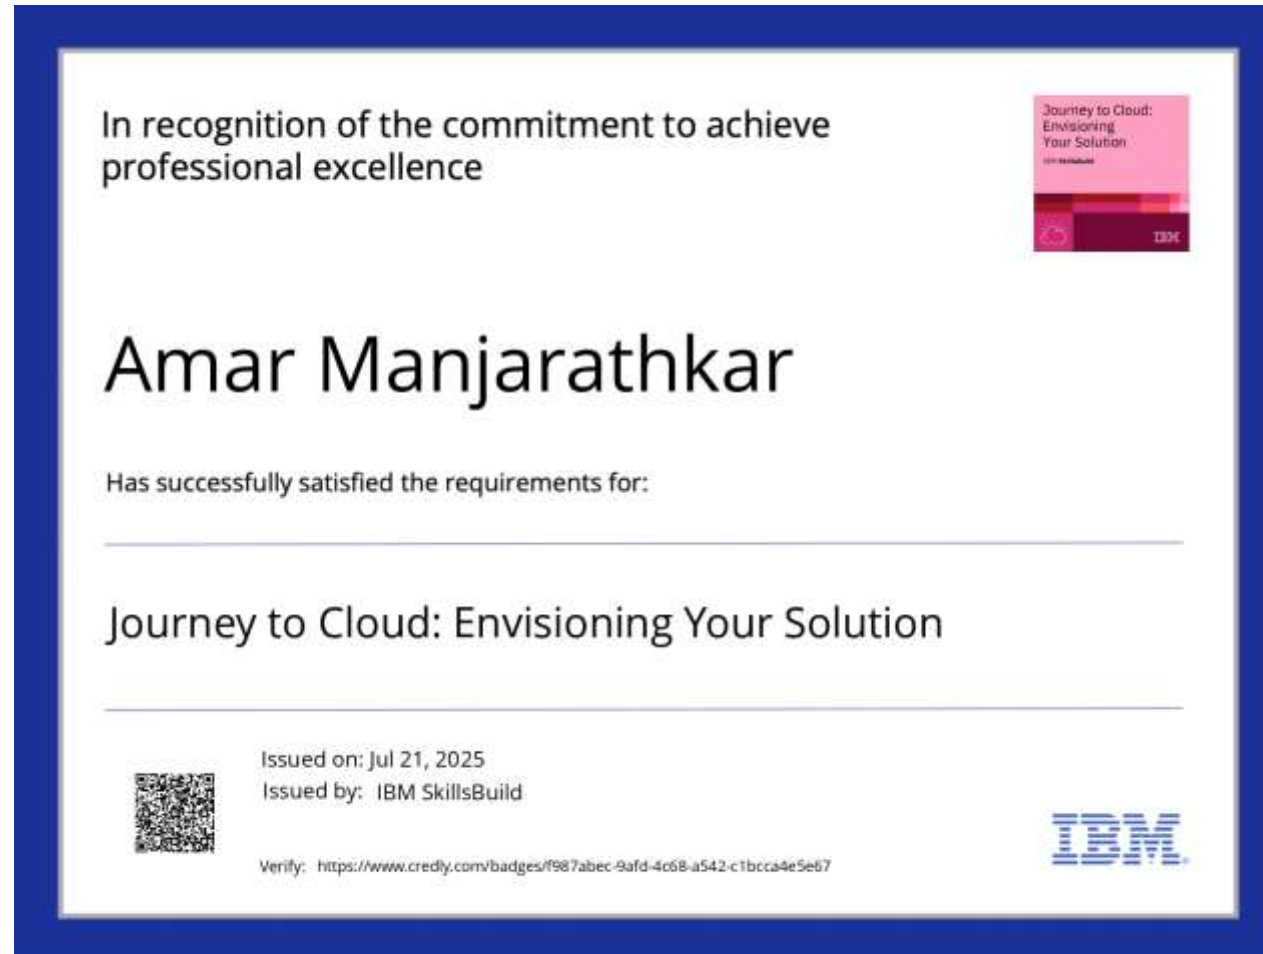 In recognition of the commitment to achieve
professional excellence
Journey to Cloud:
Envisioning
Your Solution
IBM SkillsBuild
IBM
Amar Manjarathkar
Has successfully satisfied the requirements for:
Journey to Cloud: Envisioning Your Solution
Issued on: Jul 21, 2025
Issued by: IBM SkillsBuild
Verify: https://www.credly.com/badges/f987abec-9afd-4c68-a542-c1bcca4e5e67
IBM.